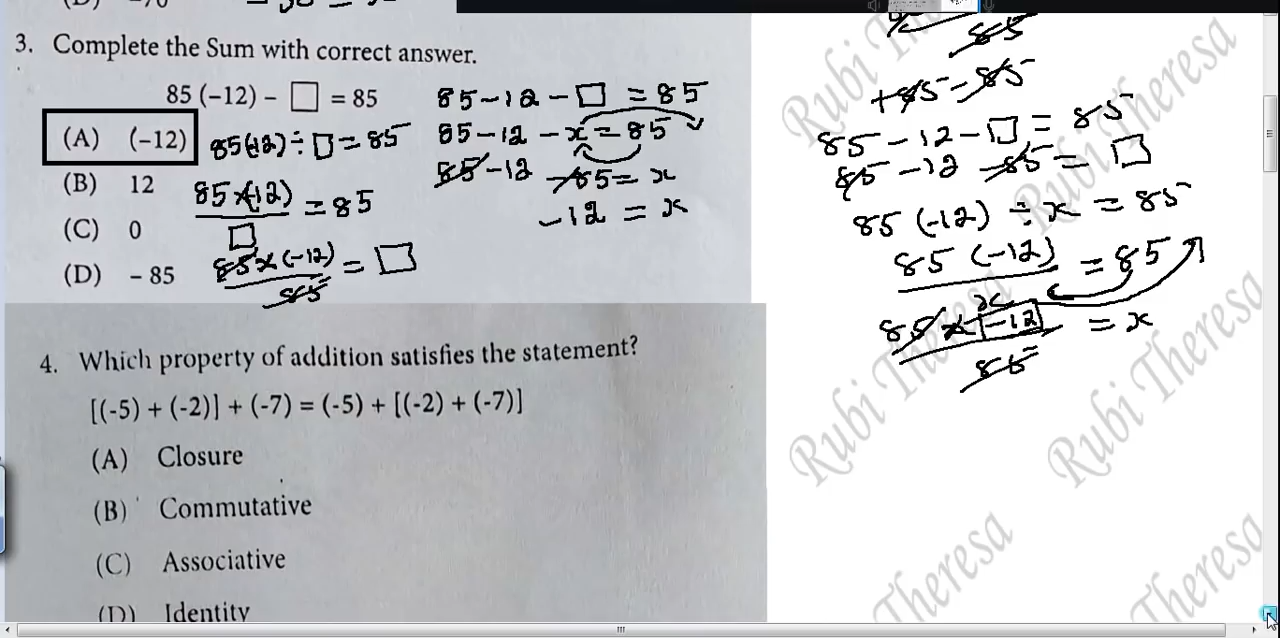 3. Complete the Sum with correct answer.
85 (−12) − □ = 85
(A) (−12)
(B) 12
(C) 0
(D) − 85
85(-12) ÷ □ = 85
85 × (-12) = 85
□
85 × (-12) = □
85
85 - 12 - □ = 85
85 - 12 - x = 85
85 - 12 - 85 = x
- 12 = x
4. Which property of addition satisfies the statement?
[(-5) + (-2)] + (-7) = (-5) + [(-2) + (-7)]
(A) Closure
(B) Commutative
(C) Associative
(D) Identity
85
+85 - 85
85 - 12 - □ = 85
85 - 12 - 85 = □
85 (-12) ÷ x = 85
85 (-12) = 85
x
85 × -12 = x
85
Rubi Theresa
Rubi Theresa
Rubi Theresa
Rubi Theresa
Theresa
Theresa